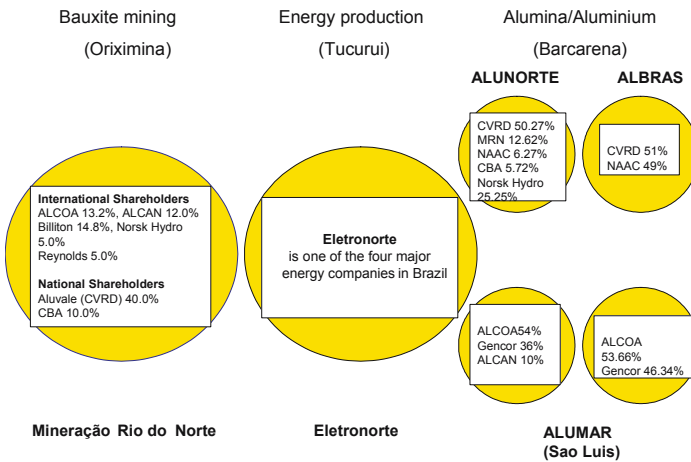 Bauxite mining
(Oriximina)
Energy production
(Tucurui)
Alumina/Aluminium
(Barcarena)
ALUNORTE
ALBRAS
International Shareholders
ALCOA 13.2%, ALCAN 12.0%
Billiton 14.8%, Norsk Hydro
5.0%
Reynolds 5.0%
National Shareholders
Aluvale (CVRD) 40.0%
CBA 10.0%
Eletronorte
is one of the four major
energy companies in Brazil
CVRD 50.27%
MRN 12.62%
NAAC 6.27%
CBA 5.72%
Norsk Hydro
25.25%
CVRD 51%
NAAC 49%
ALCOA54%
Gencor 36%
ALCAN 10%
ALCOA
53.66%
Gencor 46.34%
Mineração Rio do Norte
Eletronorte
ALUMAR
(Sao Luis)